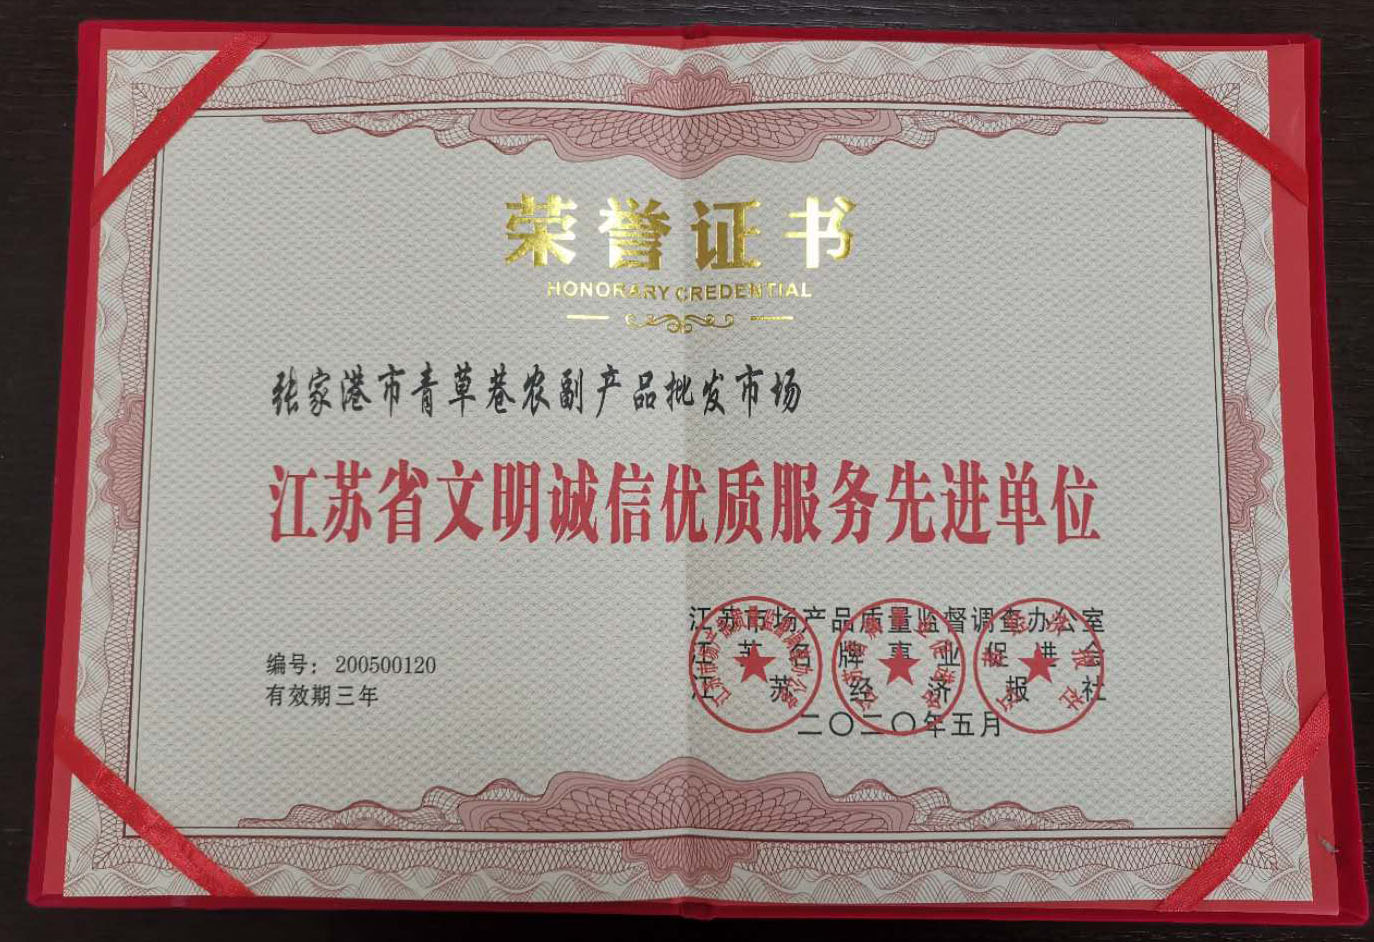 荣誉证书
HONORARY CREDENTIAL
张家港市青草巷农副产品批发市场
江苏省文明诚信优质服务先进单位
江苏市场产品质量监督调查办公室
江苏名牌事业促进会
江苏经济报社
二〇二〇年五月
编号：200500120
有效期三年